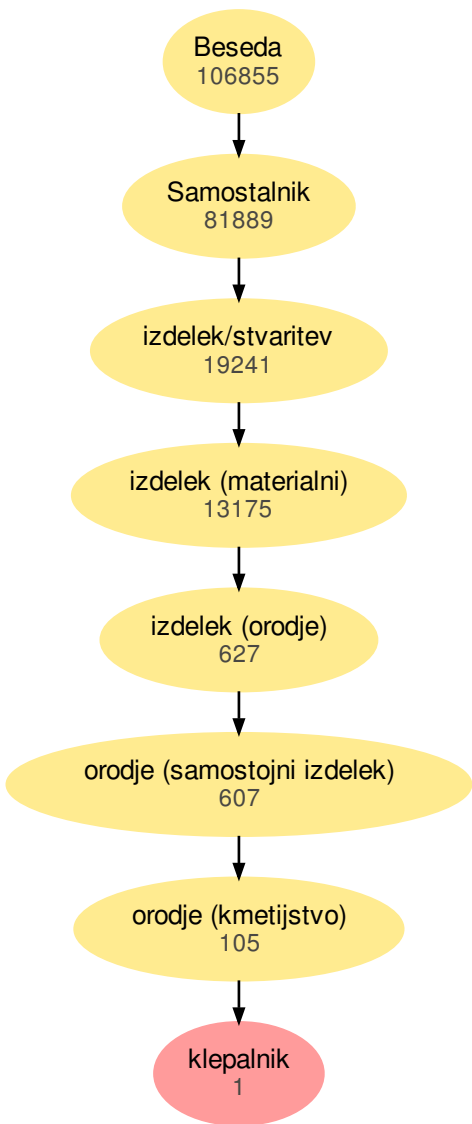 Beseda
106855
Samostalnik
81889
izdelek/stvaritev
19241
izdelek (materialni)
13175
izdelek (orodje)
627
orodje (samostojni izdelek)
607
orodje (kmetijstvo)
105
klepalnik
1